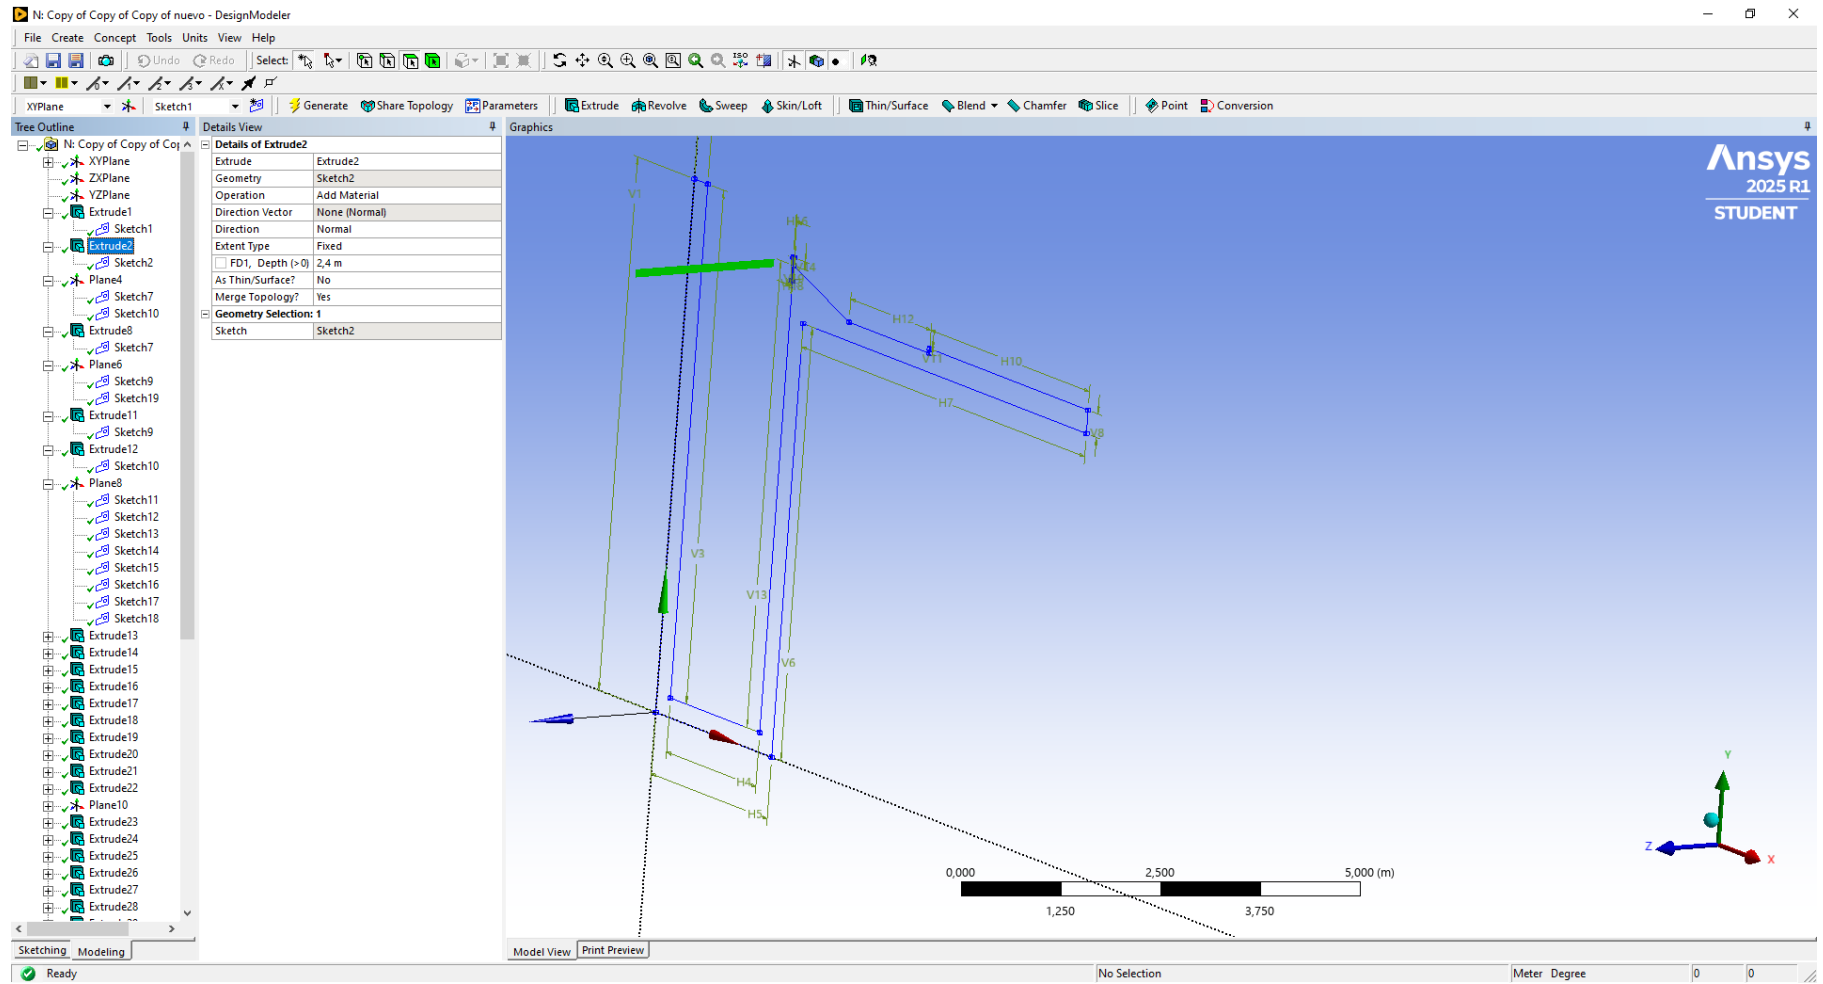 N: Copy of Copy of Copy of nuevo - DesignModeler
File Create Concept Tools Units View Help
Undo Redo Select: ISO
XYPlane Sketch1 Generate Share Topology Parameters Extrude Revolve Sweep Skin/Loft Thin/Surface Blend Chamfer Slice Point Conversion
Tree Outline
N: Copy of Copy of Cop
XYPlane
ZXPlane
YZPlane
Extrude1
Sketch1
Extrude2
Sketch2
Plane4
Sketch7
Sketch10
Extrude8
Sketch7
Plane6
Sketch9
Sketch19
Extrude11
Sketch9
Extrude12
Sketch10
Plane8
Sketch11
Sketch12
Sketch13
Sketch14
Sketch15
Sketch16
Sketch17
Sketch18
Extrude13
Extrude14
Extrude15
Extrude16
Extrude17
Extrude18
Extrude19
Extrude20
Extrude21
Extrude22
Plane10
Extrude23
Extrude24
Extrude25
Extrude26
Extrude27
Extrude28
Sketching Modeling
Details View
Details of Extrude2
Extrude Extrude2
Geometry Sketch2
Operation Add Material
Direction Vector None (Normal)
Direction Normal
Extent Type Fixed
FD1, Depth (>0) 2,4 m
As Thin/Surface? No
Merge Topology? Yes
Geometry Selection: 1
Sketch Sketch2
Graphics
Ansys
2025 R1
STUDENT
V1
H12
V11
H10
H7
V8
V3
V13
V6
H4
H5
0,000 2,500 5,000 (m)
1,250 3,750
Y
Z
X
Model View Print Preview
Ready No Selection Meter Degree 0 0